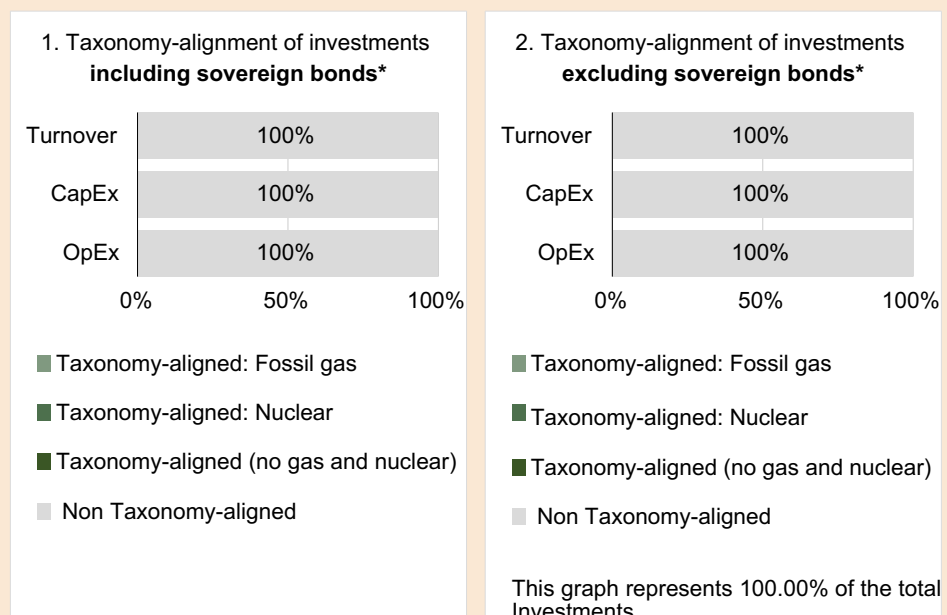 1. Taxonomy-alignment of investments
including sovereign bonds*
Turnover 100%
CapEx 100%
OpEx 100%
0% 50% 100%
Taxonomy-aligned: Fossil gas
Taxonomy-aligned: Nuclear
Taxonomy-aligned (no gas and nuclear)
Non Taxonomy-aligned
2. Taxonomy-alignment of investments
excluding sovereign bonds*
Turnover 100%
CapEx 100%
OpEx 100%
0% 50% 100%
Taxonomy-aligned: Fossil gas
Taxonomy-aligned: Nuclear
Taxonomy-aligned (no gas and nuclear)
Non Taxonomy-aligned
This graph represents 100.00% of the total
Investments